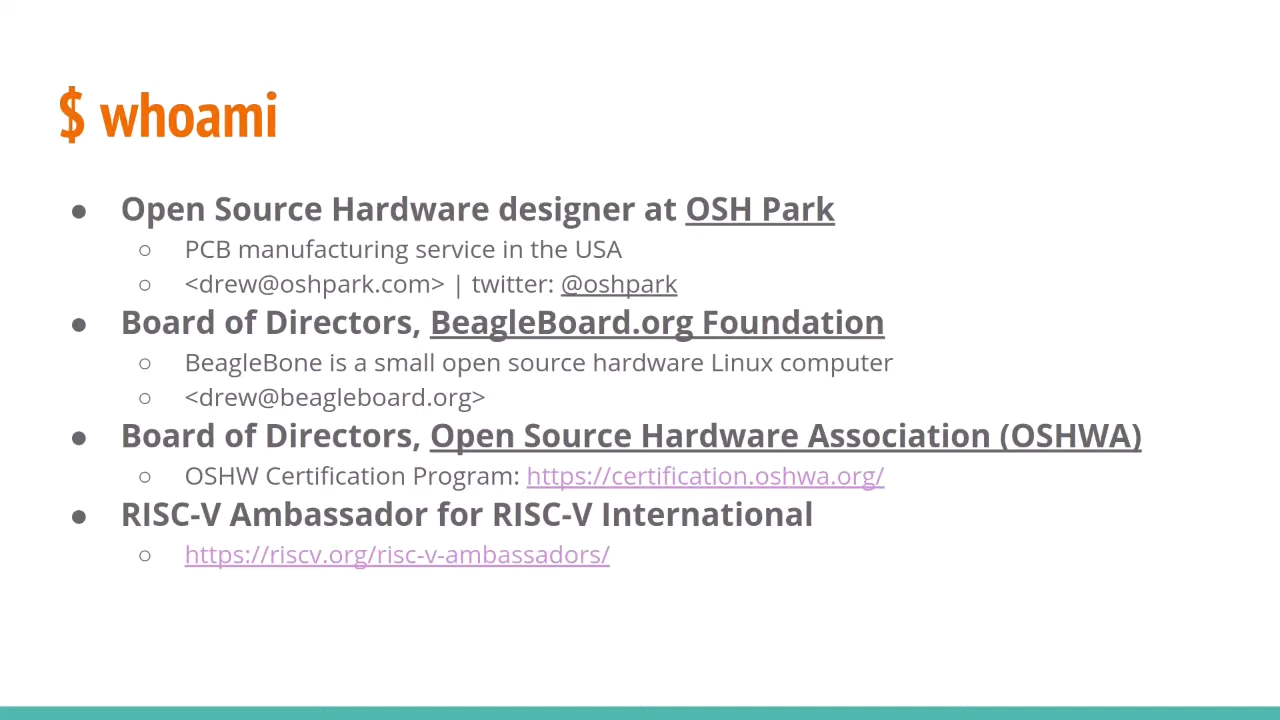 $ whoami
● Open Source Hardware designer at OSH Park
○ PCB manufacturing service in the USA
○ <drew@oshpark.com> | twitter: @oshpark
● Board of Directors, BeagleBoard.org Foundation
○ BeagleBone is a small open source hardware Linux computer
○ <drew@beagleboard.org>
● Board of Directors, Open Source Hardware Association (OSHWA)
○ OSHW Certification Program: https://certification.oshwa.org/
● RISC-V Ambassador for RISC-V International
○ https://riscv.org/risc-v-ambassadors/